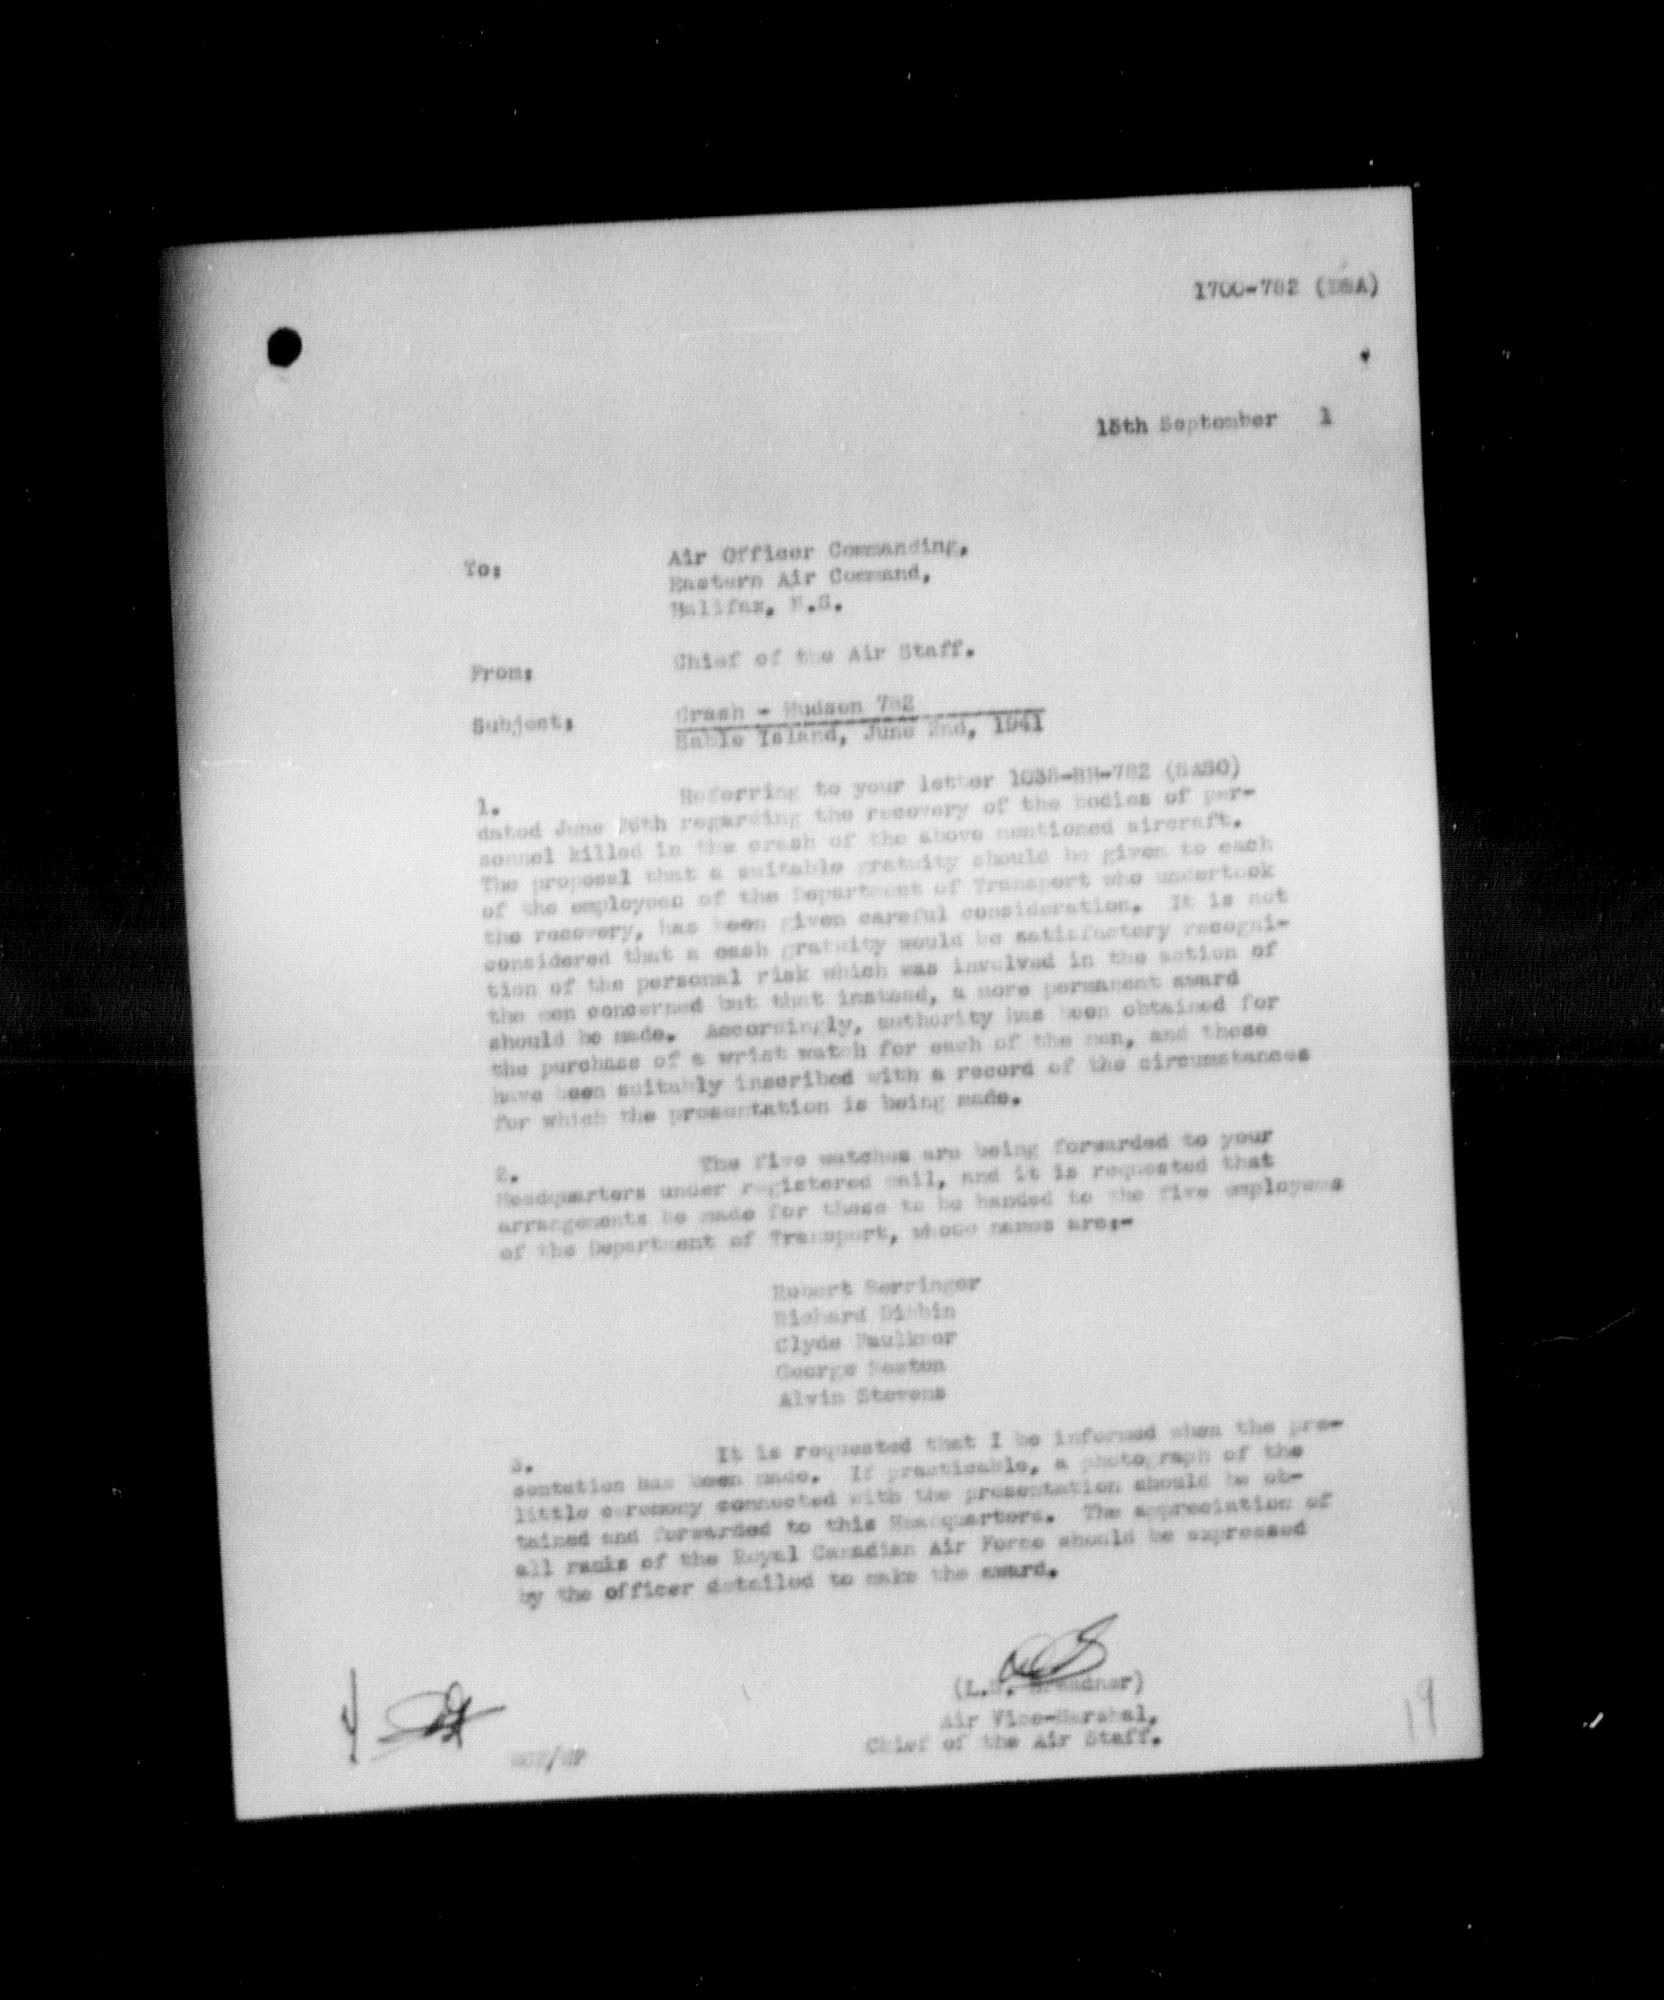 1700-782 (DSA)
15th September 1
To: Air Officer Commanding,
Eastern Air Command,
Halifax, N.S.
From: Chief of the Air Staff.
Subject: Crash - Hudson 782
Sable Island, June 2nd, 1941
1. Referring to your letter 1038-BH-782 (SASO)
dated June 26th regarding the recovery of the bodies of per-
sonnel killed in the crash of the above mentioned aircraft.
The proposal that a suitable gratuity should be given to each
of the employees of the Department of Transport who undertook
the recovery, has been given careful consideration. It is not
considered that a cash gratuity would be satisfactory recogni-
tion of the personal risk which was involved in the action of
the men concerned but that instead, a more permanent award
should be made. Accordingly, authority has been obtained for
the purchase of a wrist watch for each of the men, and these
have been suitably inscribed with a record of the circumstances
for which the presentation is being made.
2. The five watches are being forwarded to your
Headquarters under registered mail, and it is requested that
arrangements be made for these to be handed to the five employees
of the Department of Transport, whose names are:-
Robert Berringer
Richard Dibbin
Clyde Faulkner
George
Alvin Stevens
3. It is requested that I be informed when the pre-
sentation has been made. If practicable, a photograph of the
little ceremony connected with the presentation should be ob-
tained and forwarded to this Headquarters. The appreciation of
all ranks of the Royal Canadian Air Force should be expressed
by the officer detailed to make the award.
(L.S. Breadner)
Air Vice-Marshal,
Chief of the Air Staff.
19